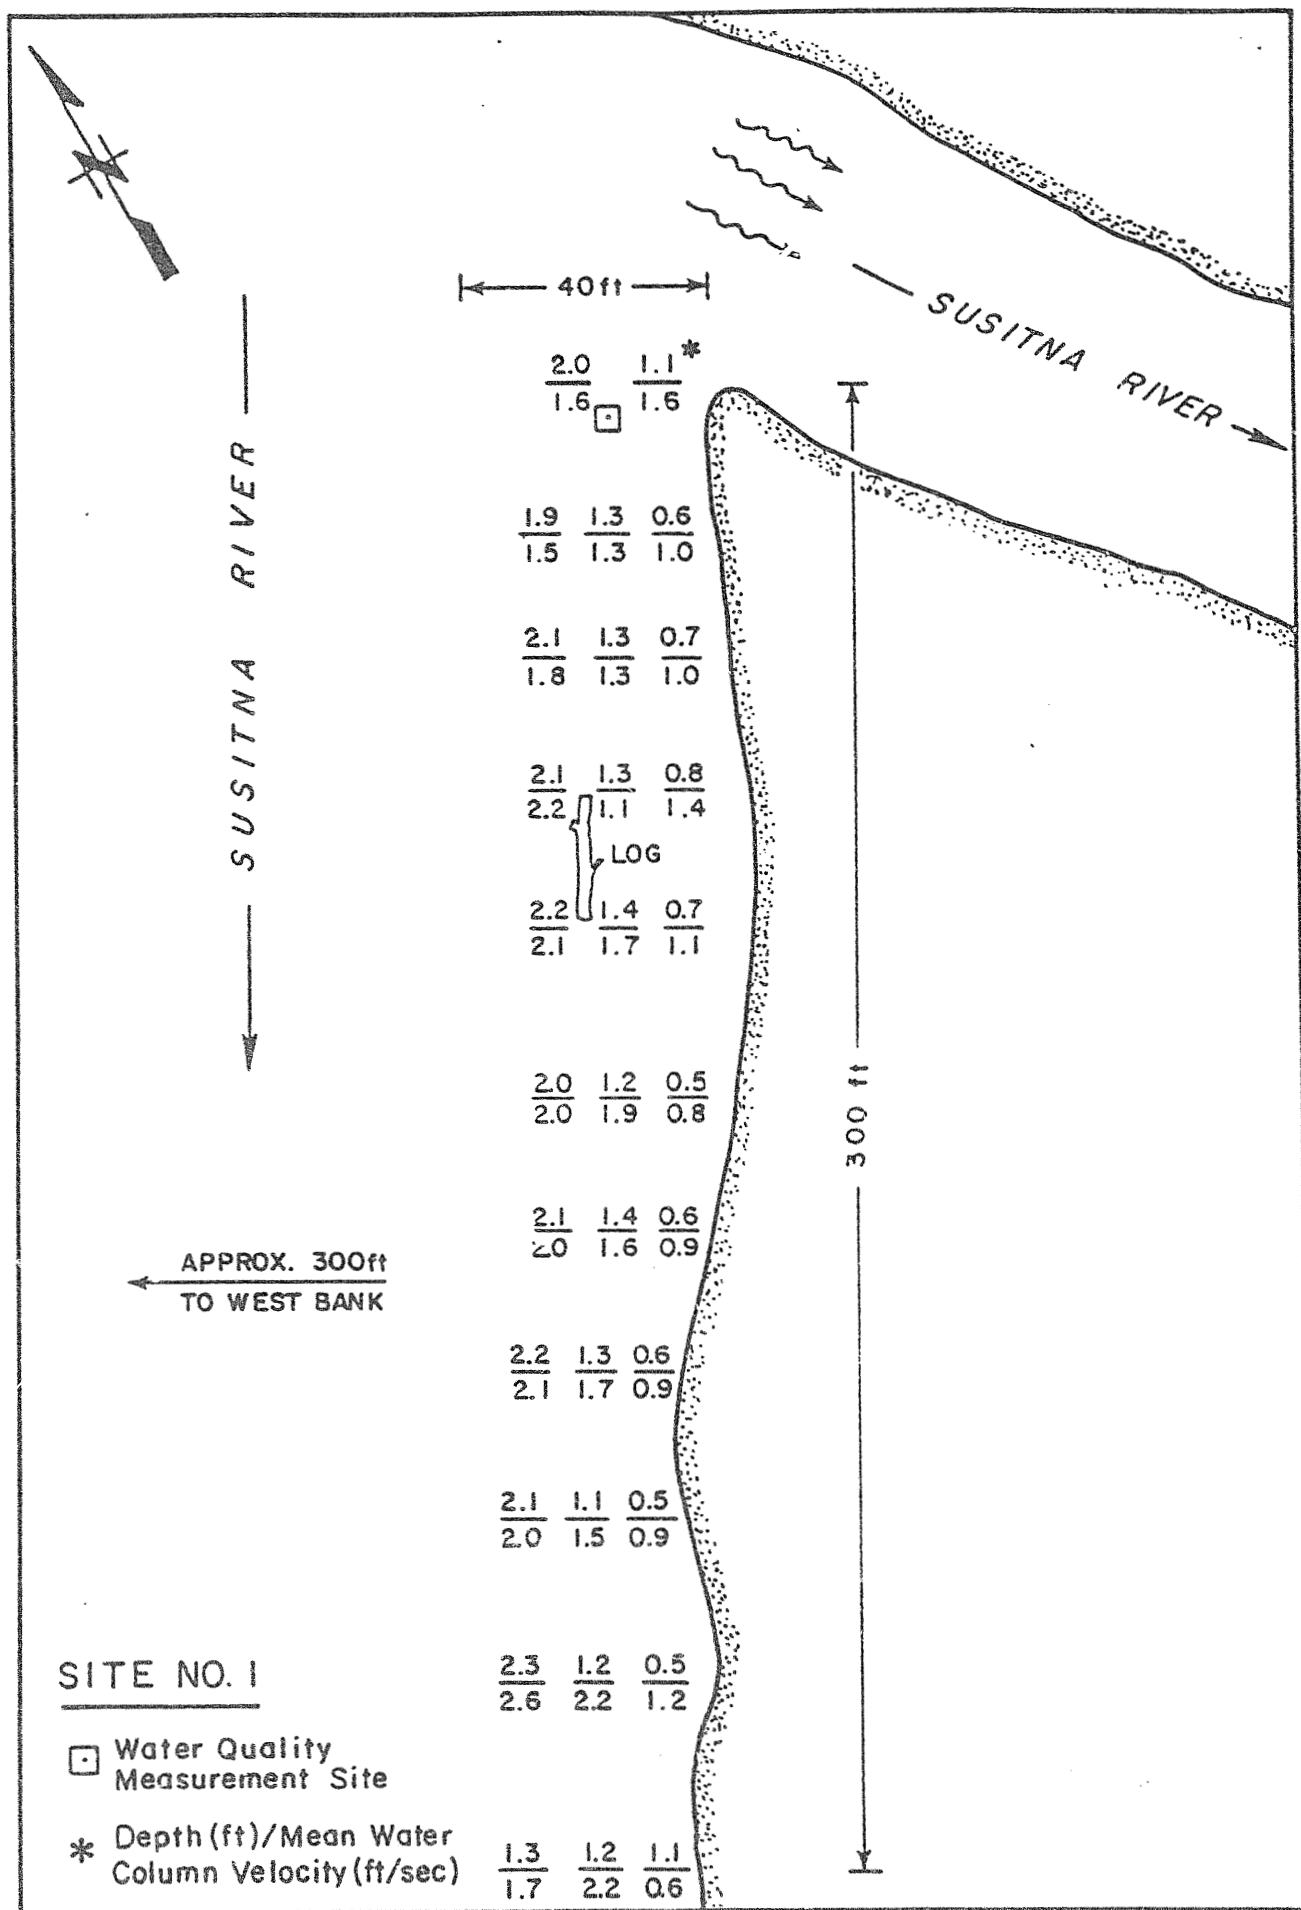 40ft
SUSITNA RIVER
2.0 1.1*
1.6 1.6
SUSITNA RIVER
1.9 1.3 0.6
1.5 1.3 1.0
2.1 1.3 0.7
1.8 1.3 1.0
2.1 1.3 0.8
2.2 1.1 1.4
LOG
2.2 1.4 0.7
2.1 1.7 1.1
300 ft
2.0 1.2 0.5
2.0 1.9 0.8
2.1 1.4 0.6
2.0 1.6 0.9
APPROX. 300ft
TO WEST BANK
2.2 1.3 0.6
2.1 1.7 0.9
2.1 1.1 0.5
2.0 1.5 0.9
2.3 1.2 0.5
2.6 2.2 1.2
SITE NO. 1
Water Quality
Measurement Site
* Depth (ft)/Mean Water
Column Velocity (ft/sec)
1.3 1.2 1.1
1.7 2.2 0.6